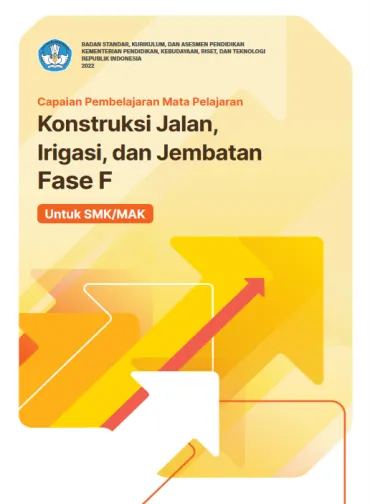 BADAN STANDAR, KURIKULUM, DAN ASESMEN PENDIDIKAN
KEMENTERIAN PENDIDIKAN, KEBUDAYAAN, RISET, DAN TEKNOLOGI
REPUBLIK INDONESIA
2022
Capaian Pembelajaran Mata Pelajaran
Konstruksi Jalan,
Irigasi, dan Jembatan
Fase F
Untuk SMK/MAK